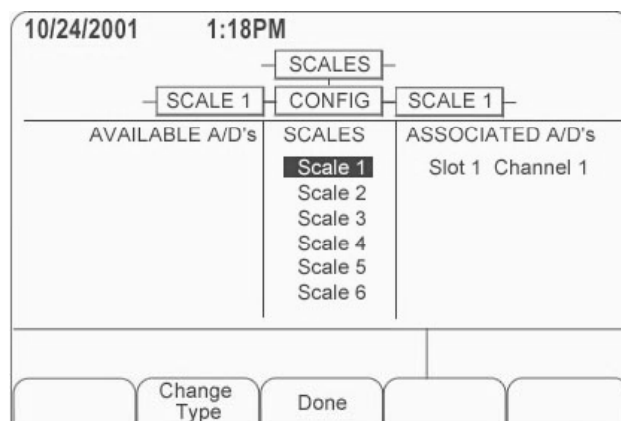 10/24/2001 1:18PM
SCALES
SCALE 1 CONFIG SCALE 1
AVAILABLE A/D's SCALES ASSOCIATED A/D's
Scale 1 Slot 1 Channel 1
Scale 2
Scale 3
Scale 4
Scale 5
Scale 6
Change
Type
Done